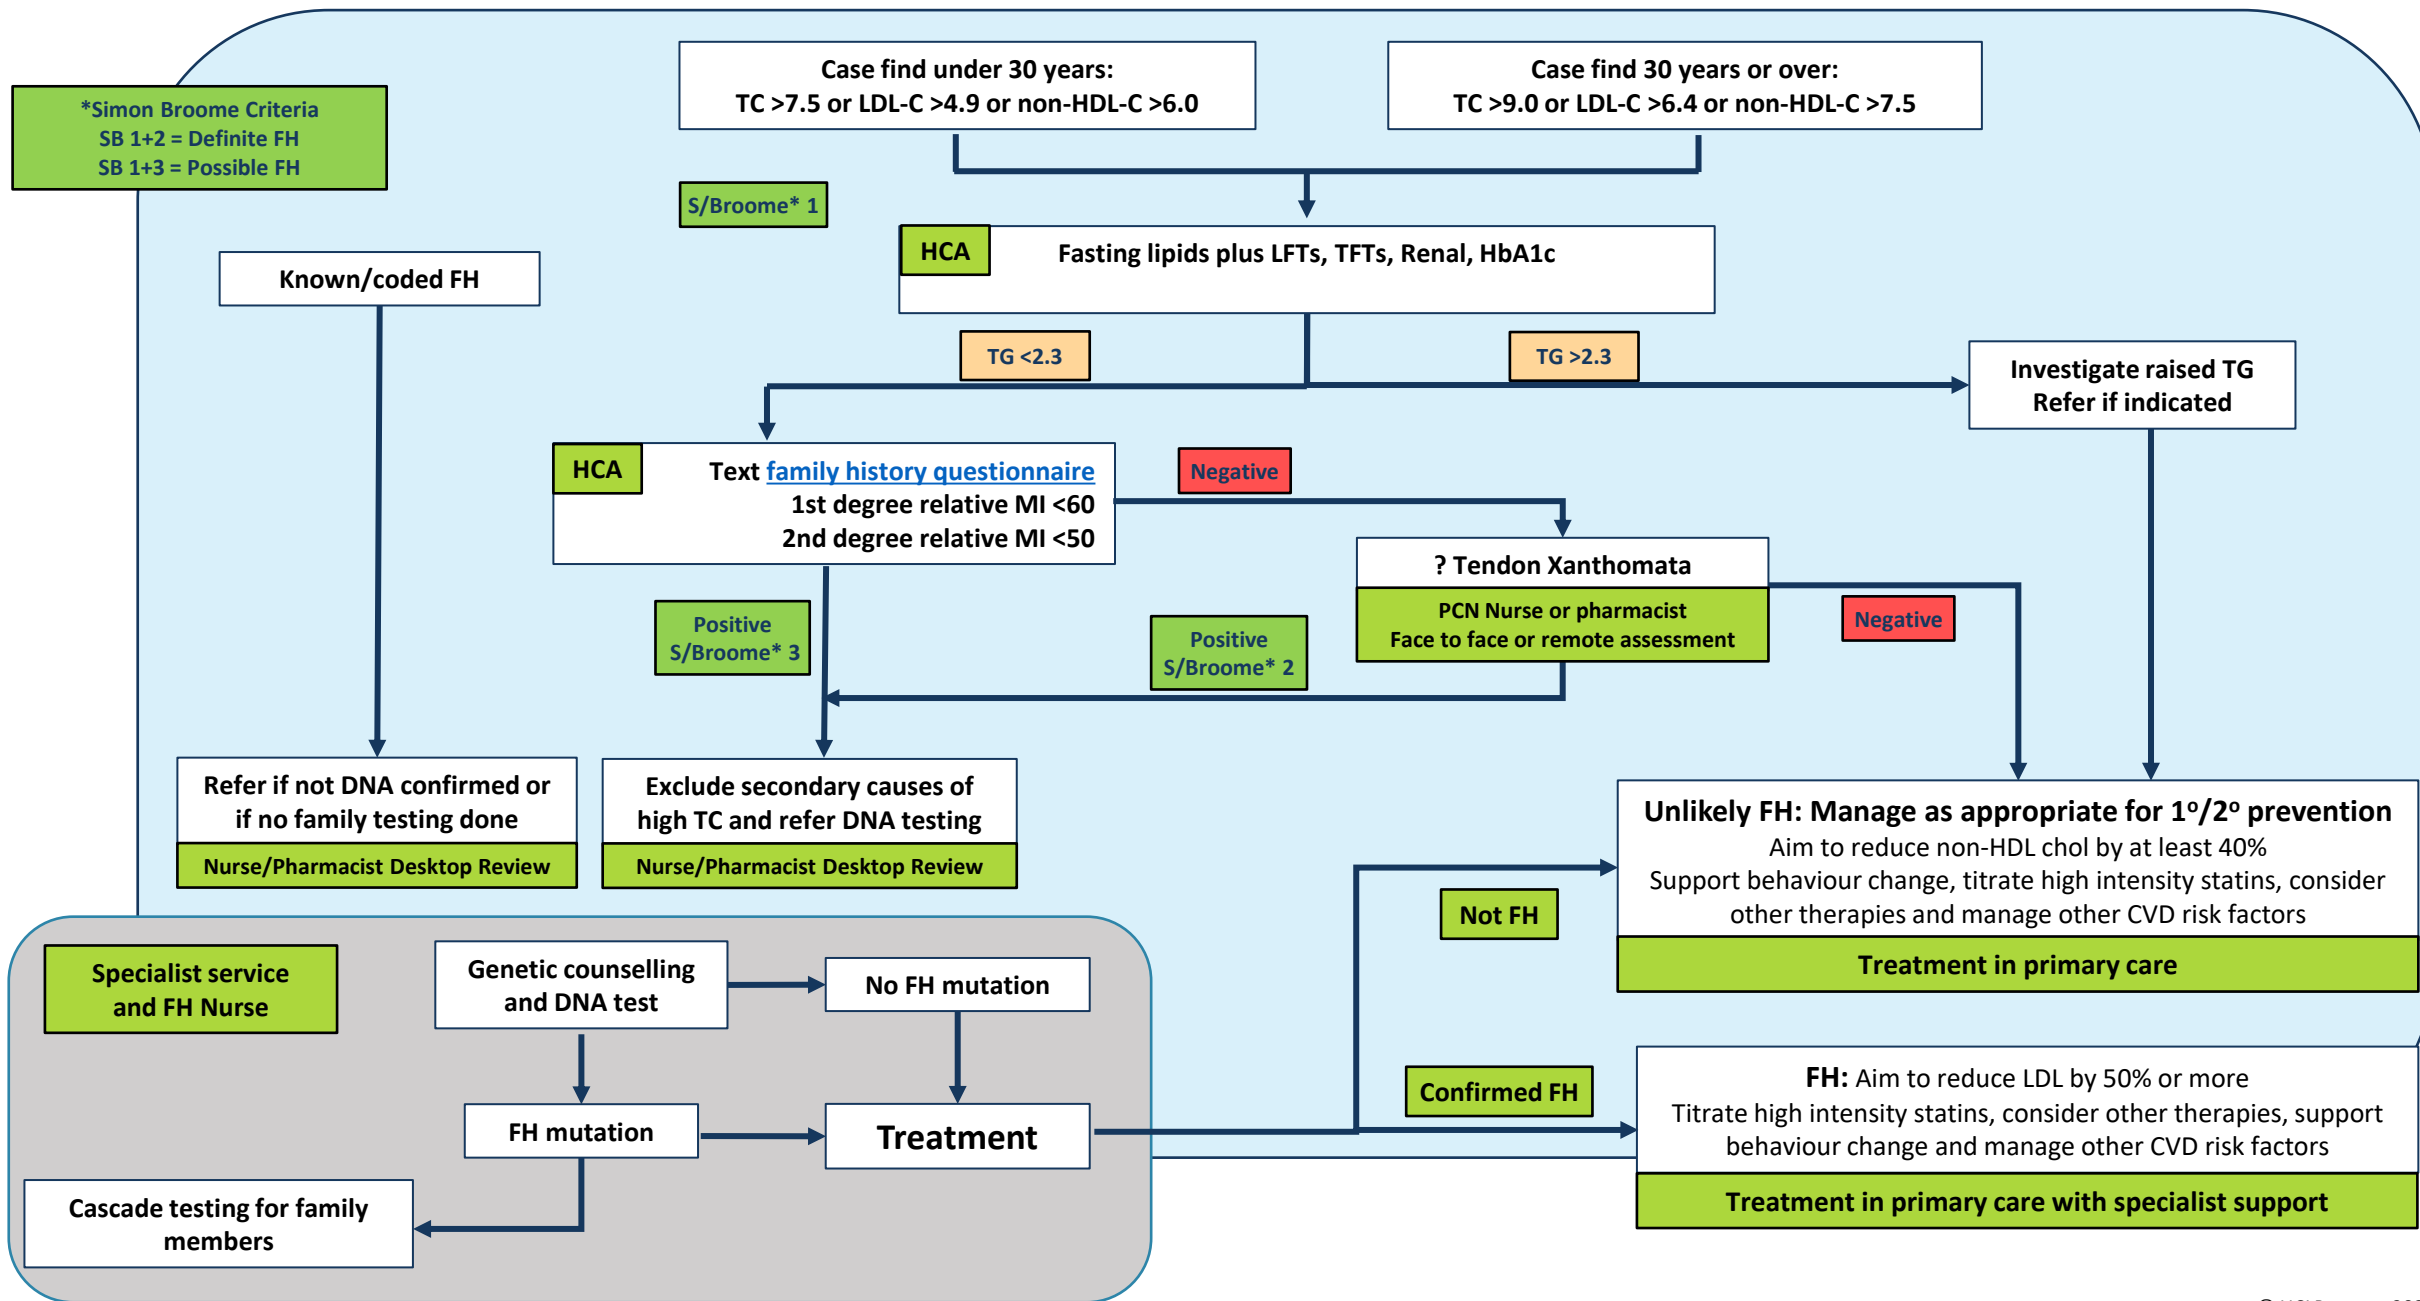 Case find under 30 years:
TC >7.5 or LDL-C >4.9 or non-HDL-C >6.0
Case find 30 years or over:
TC >9.0 or LDL-C >6.4 or non-HDL-C >7.5
*Simon Broome Criteria
SB 1+2 = Definite FH
SB 1+3 = Possible FH
S/Broome* 1
HCA
Fasting lipids plus LFTs, TFTs, Renal, HbA1c
Known/coded FH
TG <2.3
TG >2.3
Investigate raised TG
Refer if indicated
HCA
Text family history questionnaire
1st degree relative MI <60
2nd degree relative MI <50
Negative
? Tendon Xanthomata
PCN Nurse or pharmacist
Face to face or remote assessment
Negative
Positive
S/Broome* 3
Positive
S/Broome* 2
Refer if not DNA confirmed or
if no family testing done
Nurse/Pharmacist Desktop Review
Exclude secondary causes of
high TC and refer DNA testing
Nurse/Pharmacist Desktop Review
Unlikely FH: Manage as appropriate for 1º/2º prevention
Aim to reduce non-HDL chol by at least 40%
Support behaviour change, titrate high intensity statins, consider
other therapies and manage other CVD risk factors
Treatment in primary care
Not FH
Specialist service
and FH Nurse
Genetic counselling
and DNA test
No FH mutation
FH mutation
Treatment
Confirmed FH
FH: Aim to reduce LDL by 50% or more
Titrate high intensity statins, consider other therapies, support
behaviour change and manage other CVD risk factors
Treatment in primary care with specialist support
Cascade testing for family
members